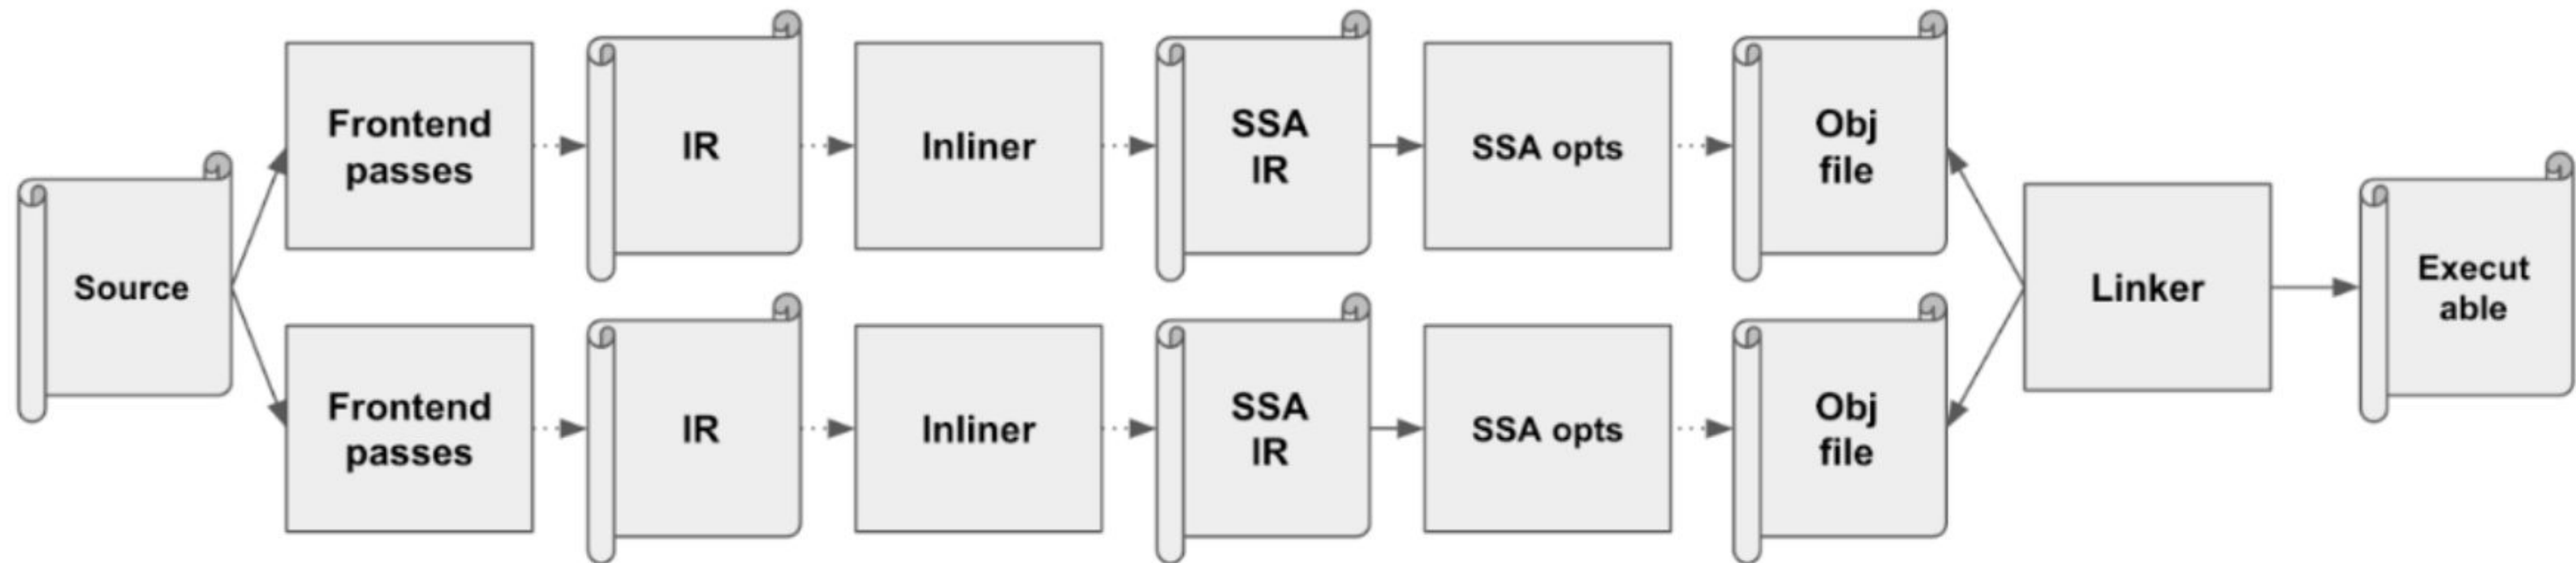 Source
Frontend
passes
IR
Inliner
SSA
IR
SSA opts
Obj
file
Frontend
passes
IR
Inliner
SSA
IR
SSA opts
Obj
file
Linker
Execut
able